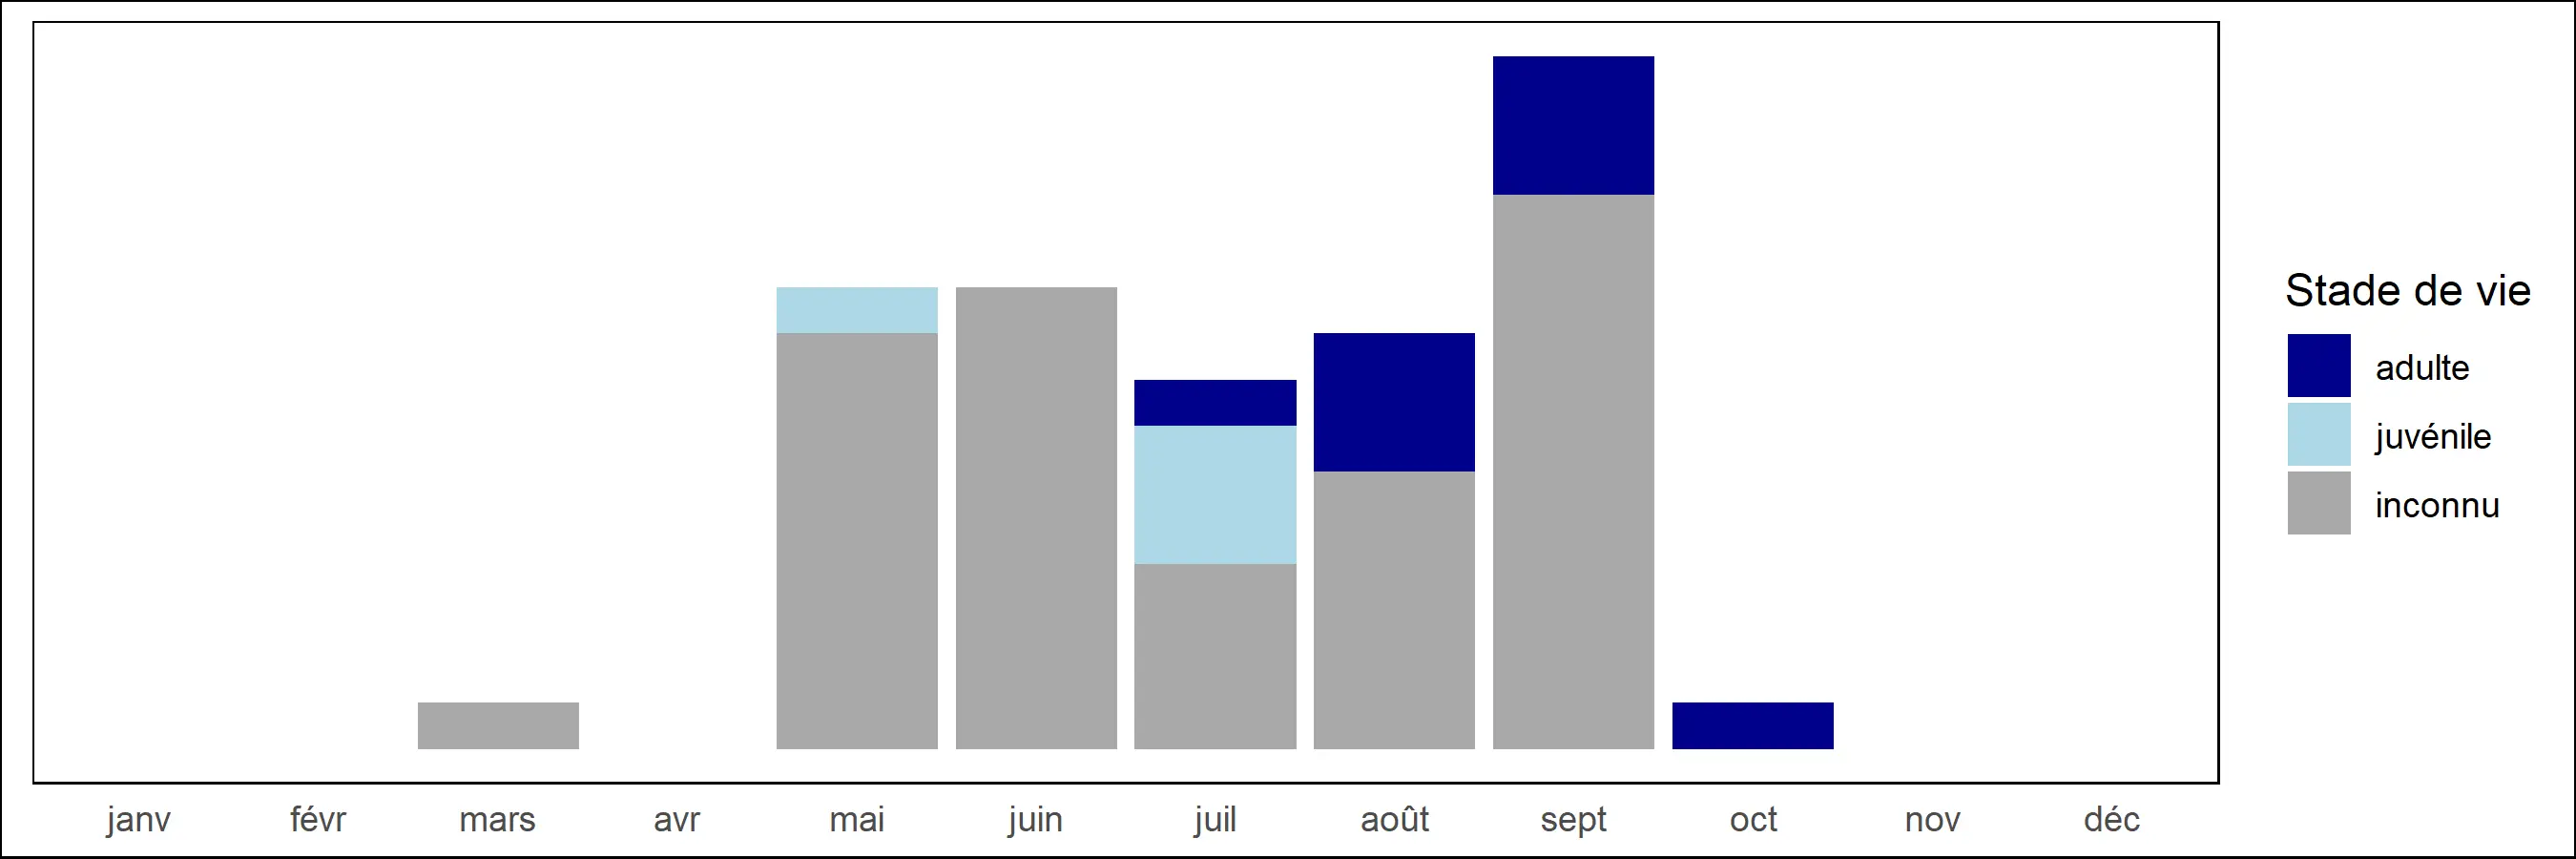 Stade de vie
adulte
juvénile
inconnu
janv févr mars avr mai juin juil août sept oct nov déc